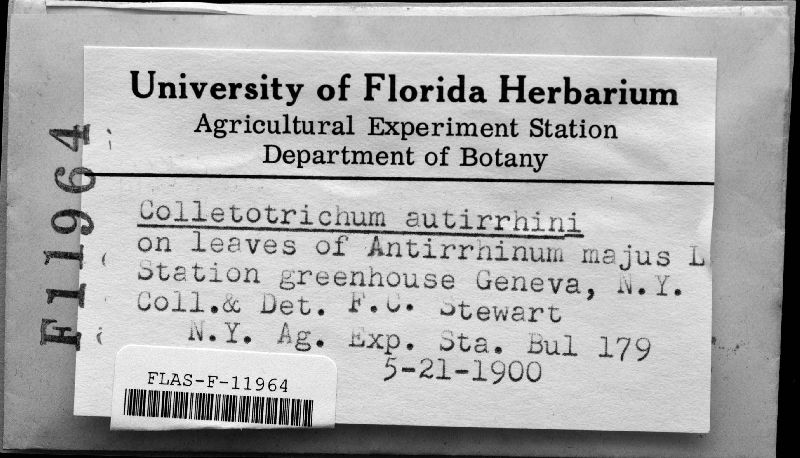 University of Florida Herbarium
Agricultural Experiment Station
Department of Botany
Colletotrichum autirrhini
on leaves of Antirrhinum majus L
Station greenhouse Geneva, N.Y.
Coll.& Det. F.C. Stewart
N.Y. Ag. Exp. Sta. Bul 179
5-21-1900
FLAS-F-11964
F11964